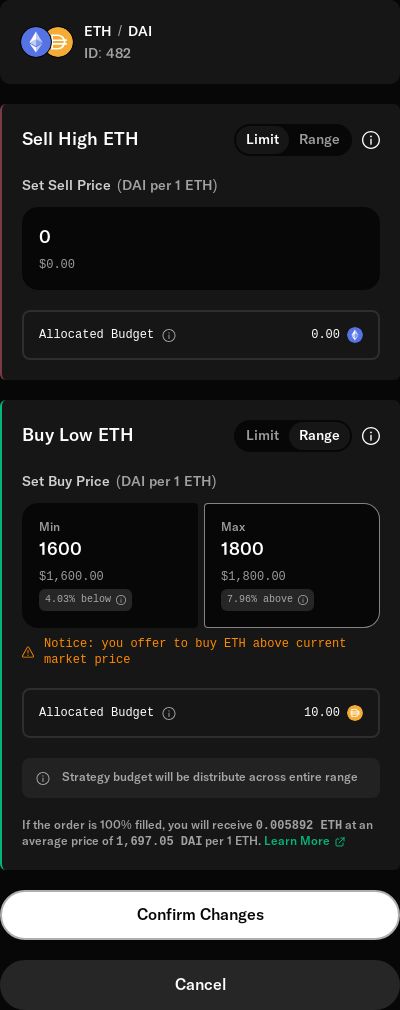 ETH / DAI
ID: 482
Sell High ETH
Limit Range
Set Sell Price (DAI per 1 ETH)
0
$0.00
Allocated Budget 0.00
Buy Low ETH
Limit Range
Set Buy Price (DAI per 1 ETH)
Min Max
1600 1800
$1,600.00 $1,800.00
4.03% below 7.96% above
Notice: you offer to buy ETH above current
market price
Allocated Budget 10.00
Strategy budget will be distribute across entire range
If the order is 100% filled, you will receive 0.005892 ETH at an
average price of 1,697.05 DAI per 1 ETH. Learn More
Confirm Changes
Cancel